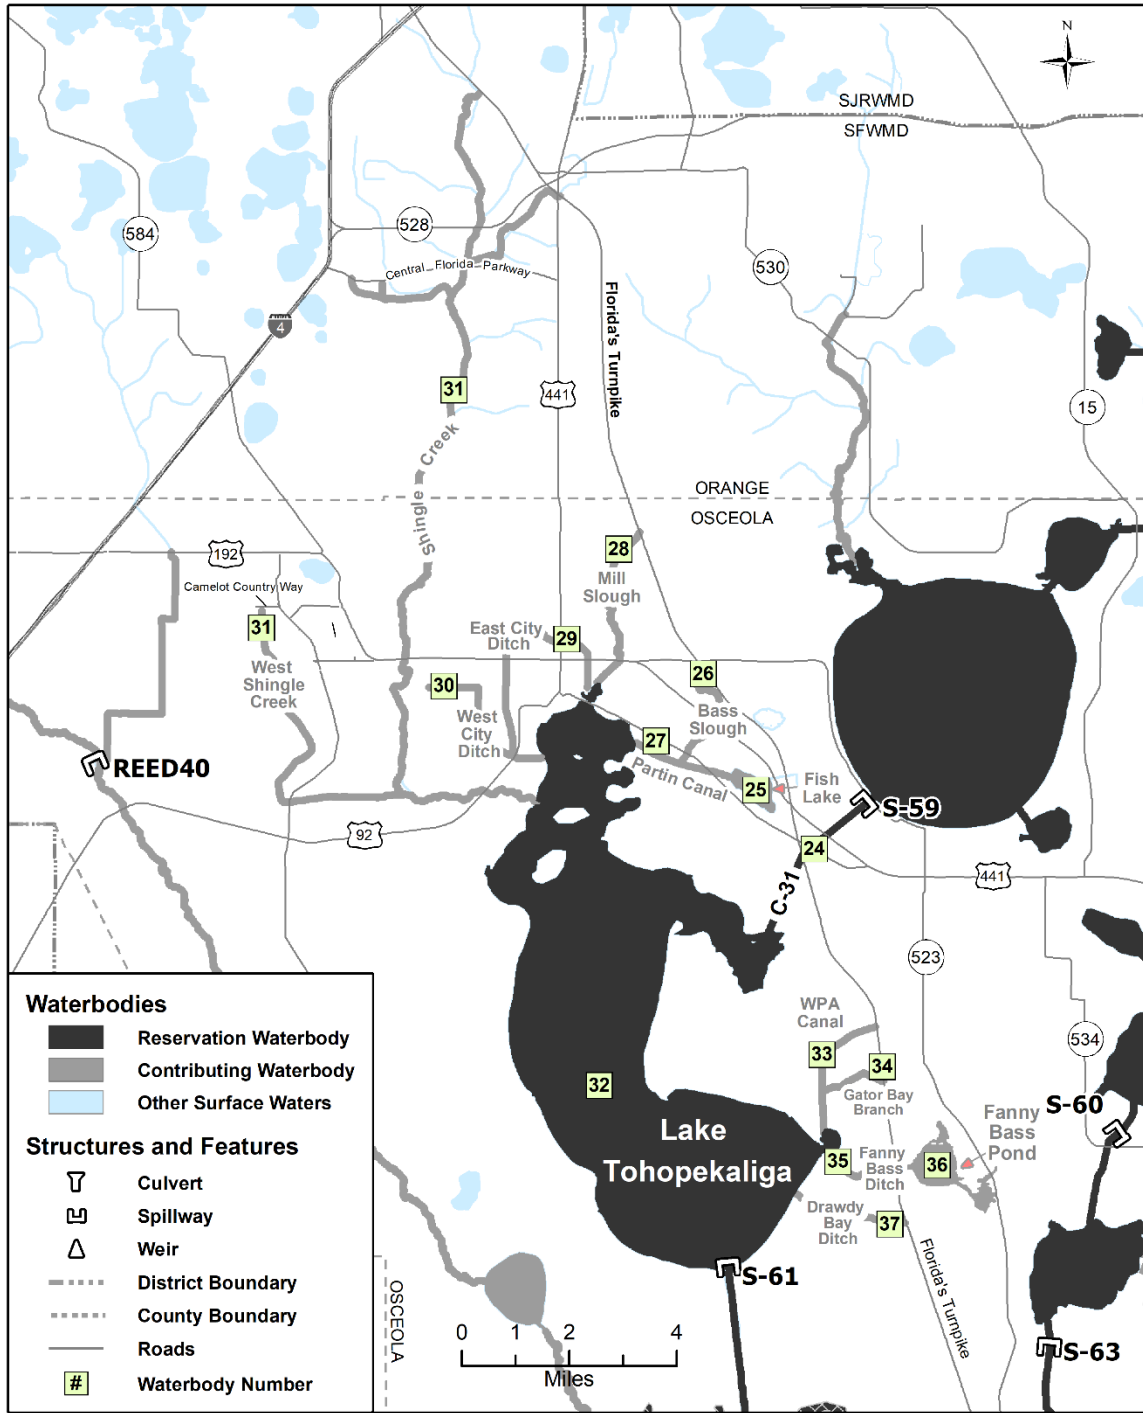 N
SJRWMD
SFWMD
584
528
530
Central Florida Parkway
4
Florida's Turnpike
31
441
15
Shingle Creek
ORANGE
OSCEOLA
192
28
Mill
Slough
Camelot Country Way
31
East City
Ditch
29
West
Shingle
Creek
30
West
City
Ditch
26
Bass
Slough
27
Partin Canal
25
Fish
Lake
REED40
S-59
92
24
441
C-31
523
WPA
Canal
33
34
534
Gator Bay
Branch
32
S-60
Fanny
Bass
Pond
Lake
Tohopekaliga
35
Fanny
Bass
Ditch
36
Drawdy
Bay
Ditch
37
S-61
Florida's Turnpike
S-63
OSCEOLA
Waterbodies
Reservation Waterbody
Contributing Waterbody
Other Surface Waters
Structures and Features
Culvert
Spillway
Weir
District Boundary
County Boundary
Roads
# Waterbody Number
0 1 2 4
Miles